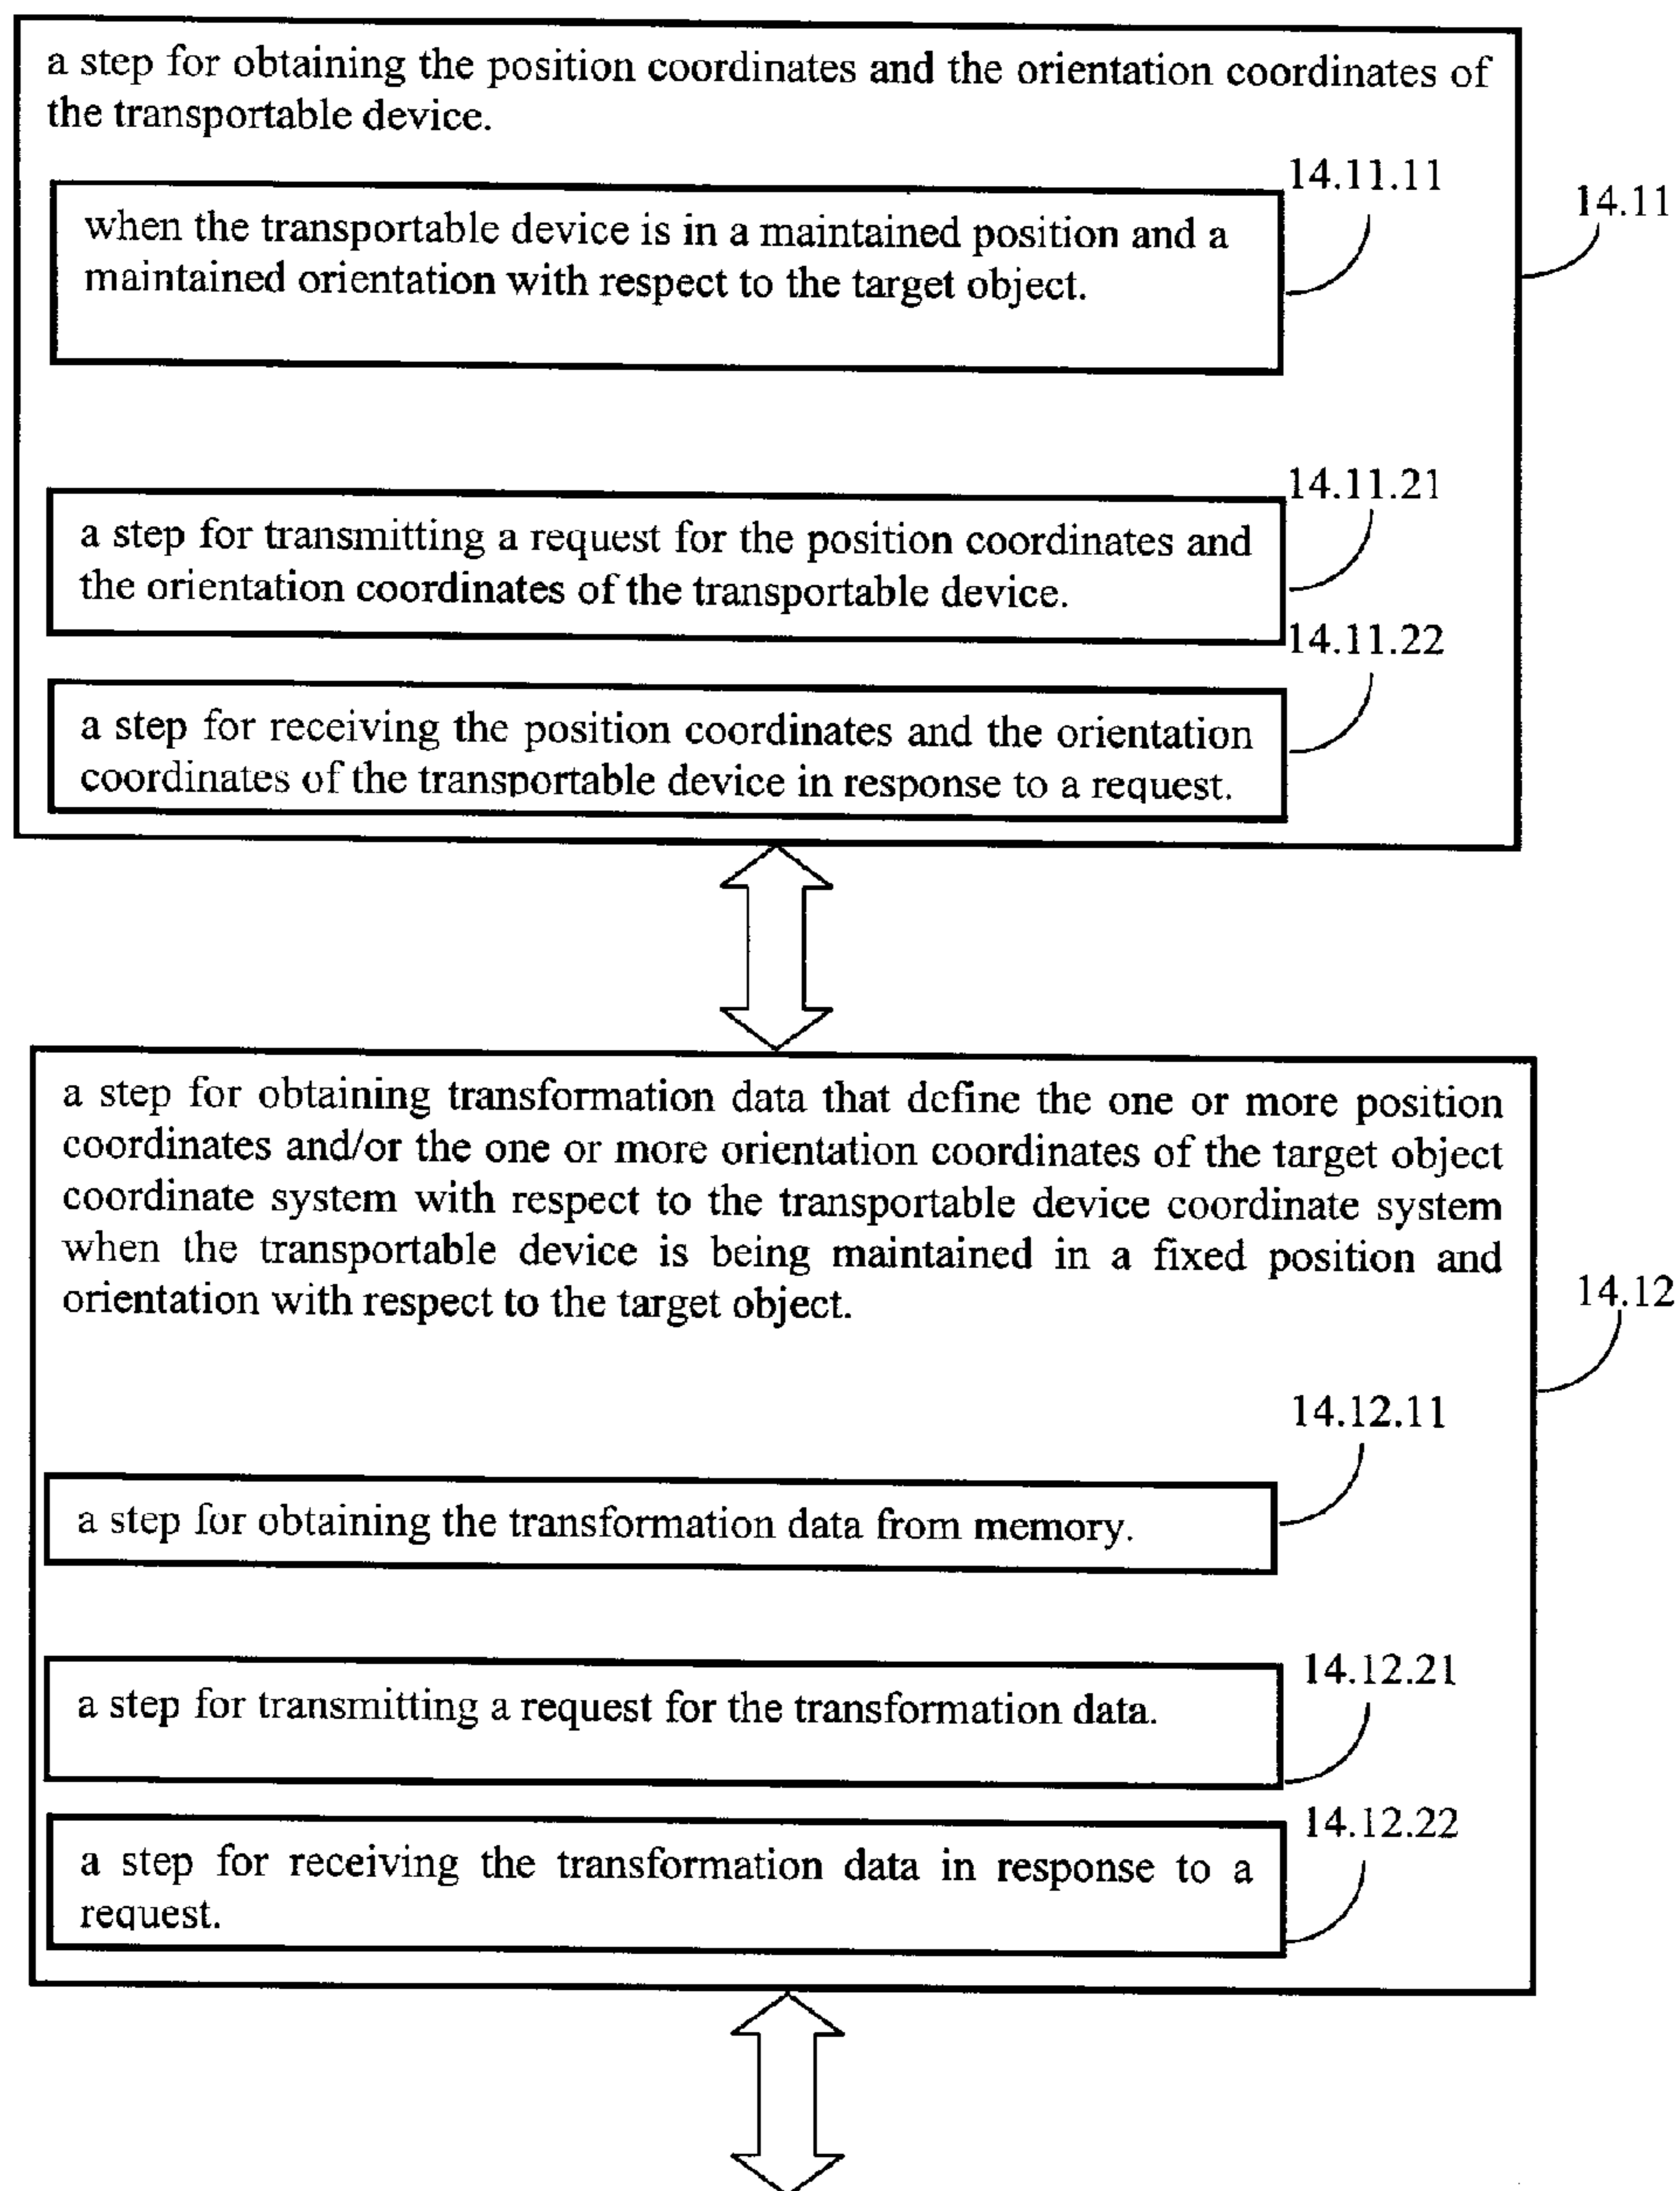 a step for obtaining the position coordinates and the orientation coordinates of
the transportable device.
14.11.11
14.11
when the transportable device is in a maintained position and a
maintained orientation with respect to the target object.
14.11.21
a step for transmitting a request for the position coordinates and
the orientation coordinates of the transportable device.
14.11.22
a step for receiving the position coordinates and the orientation
coordinates of the transportable device in response to a request.
a step for obtaining transformation data that define the one or more position
coordinates and/or the one or more orientation coordinates of the target object
coordinate system with respect to the transportable device coordinate system
when the transportable device is being maintained in a fixed position and
orientation with respect to the target object.
14.12
14.12.11
a step for obtaining the transformation data from memory.
14.12.21
a step for transmitting a request for the transformation data.
14.12.22
a step for receiving the transformation data in response to a
request.